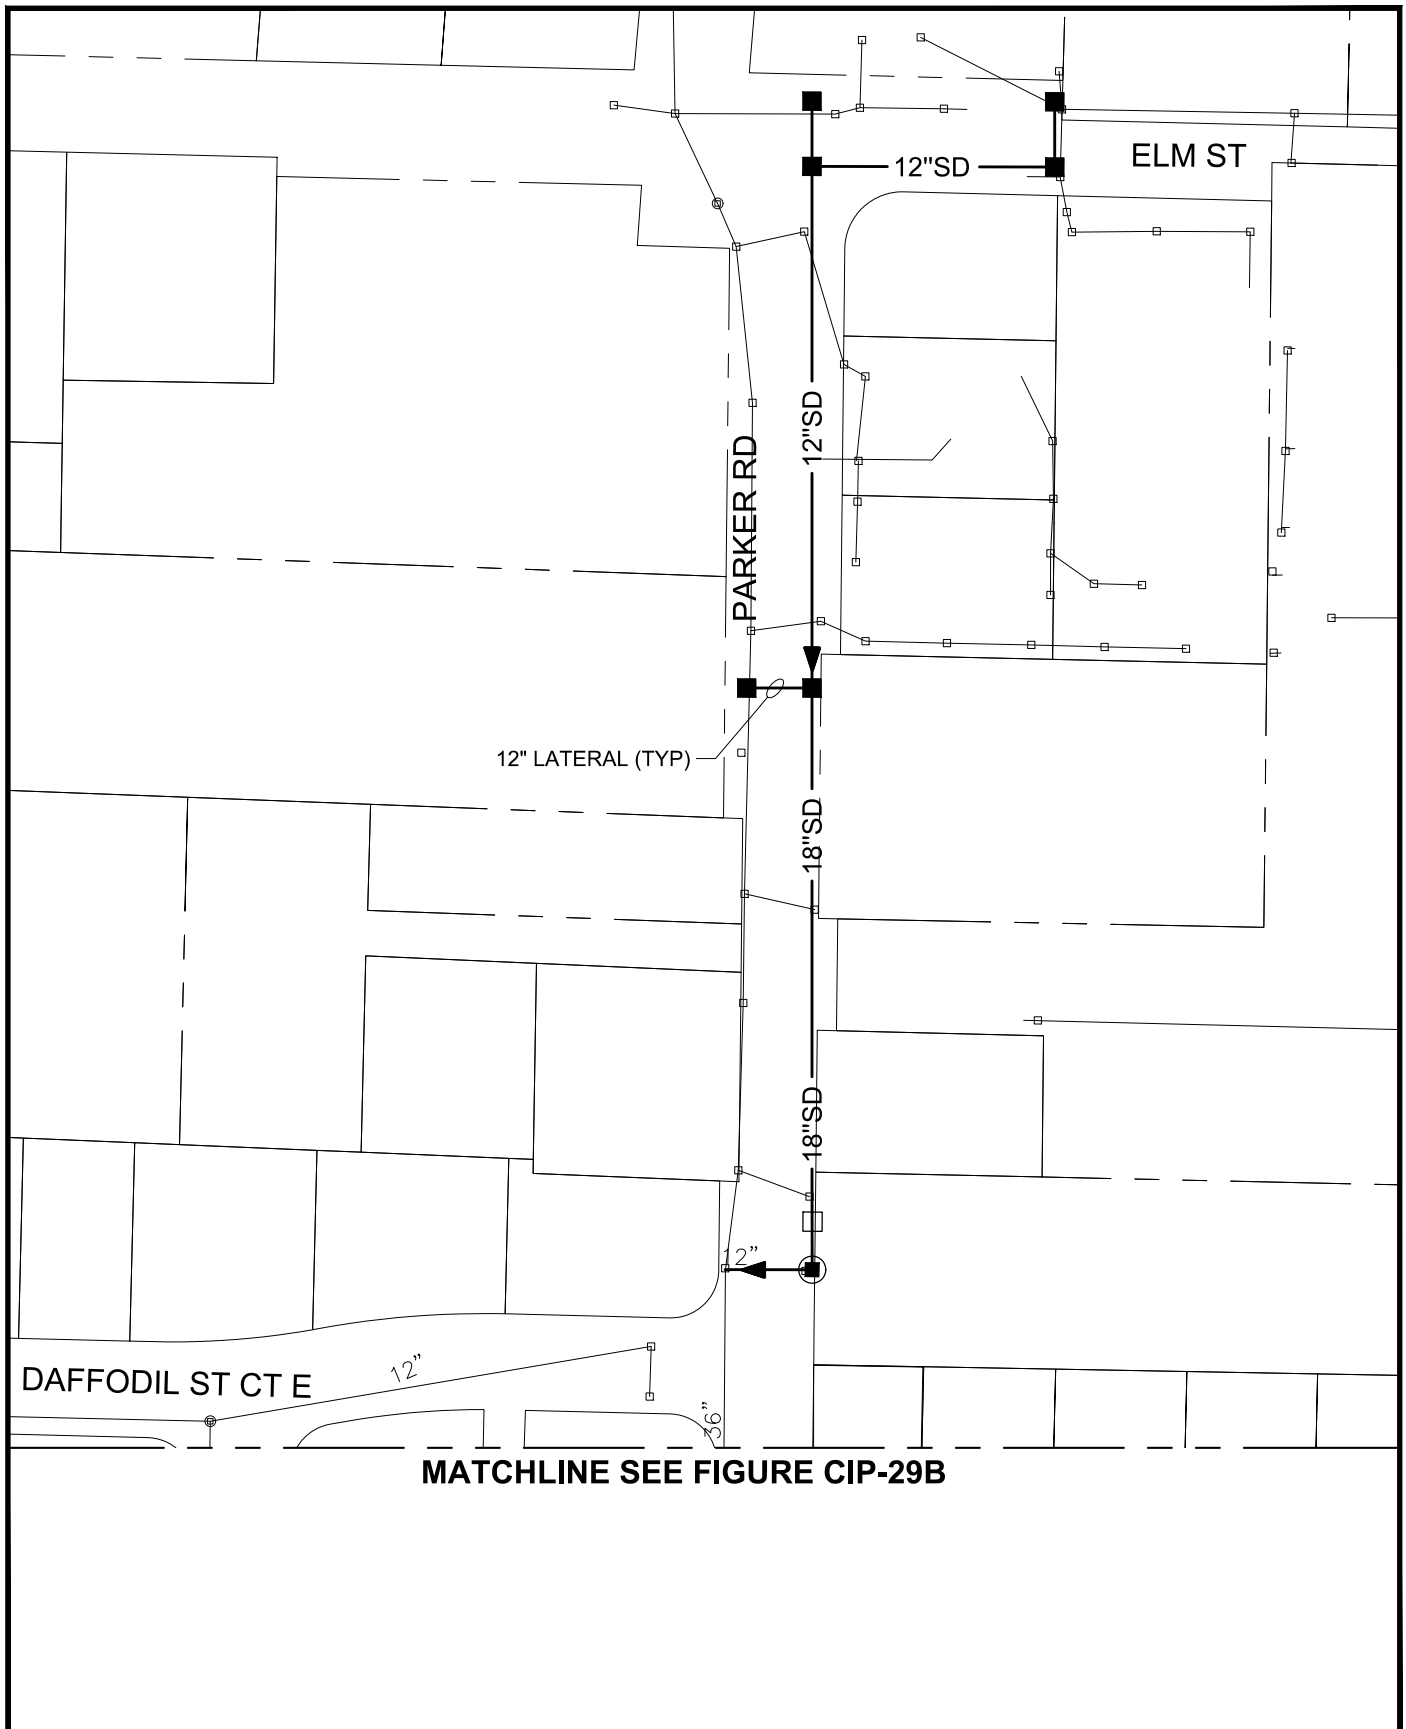 ELM ST
12"SD
12"SD
PARKER RD
12" LATERAL (TYP)
18"SD
18"SD
12”
DAFFODIL ST CT E
12”
36”
MATCHLINE SEE FIGURE CIP-29B